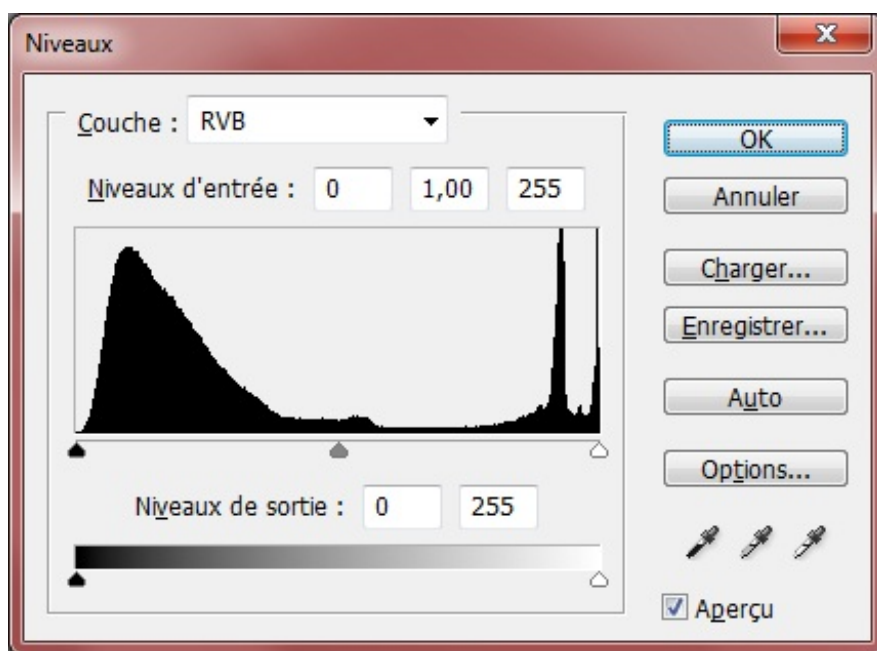 Niveaux
Couche : RVB
Niveaux d'entrée : 0 1,00 255
Niveaux de sortie : 0 255
OK
Annuler
Charger...
Enregistrer...
Auto
Options...
Aperçu